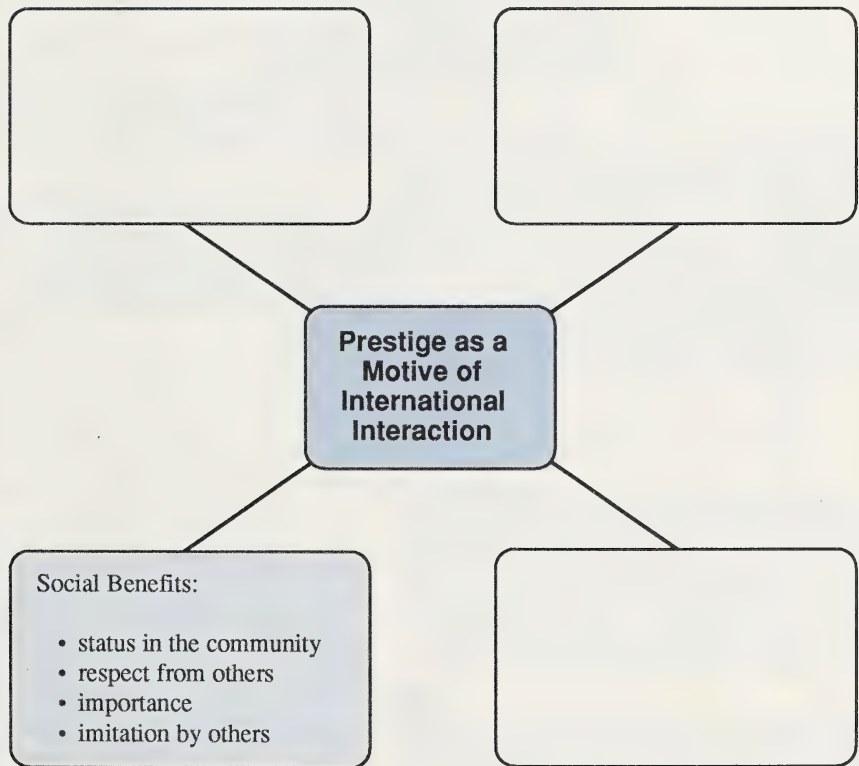 Prestige as a
Motive of
International
Interaction
Social Benefits:
• status in the community
• respect from others
• importance
• imitation by others